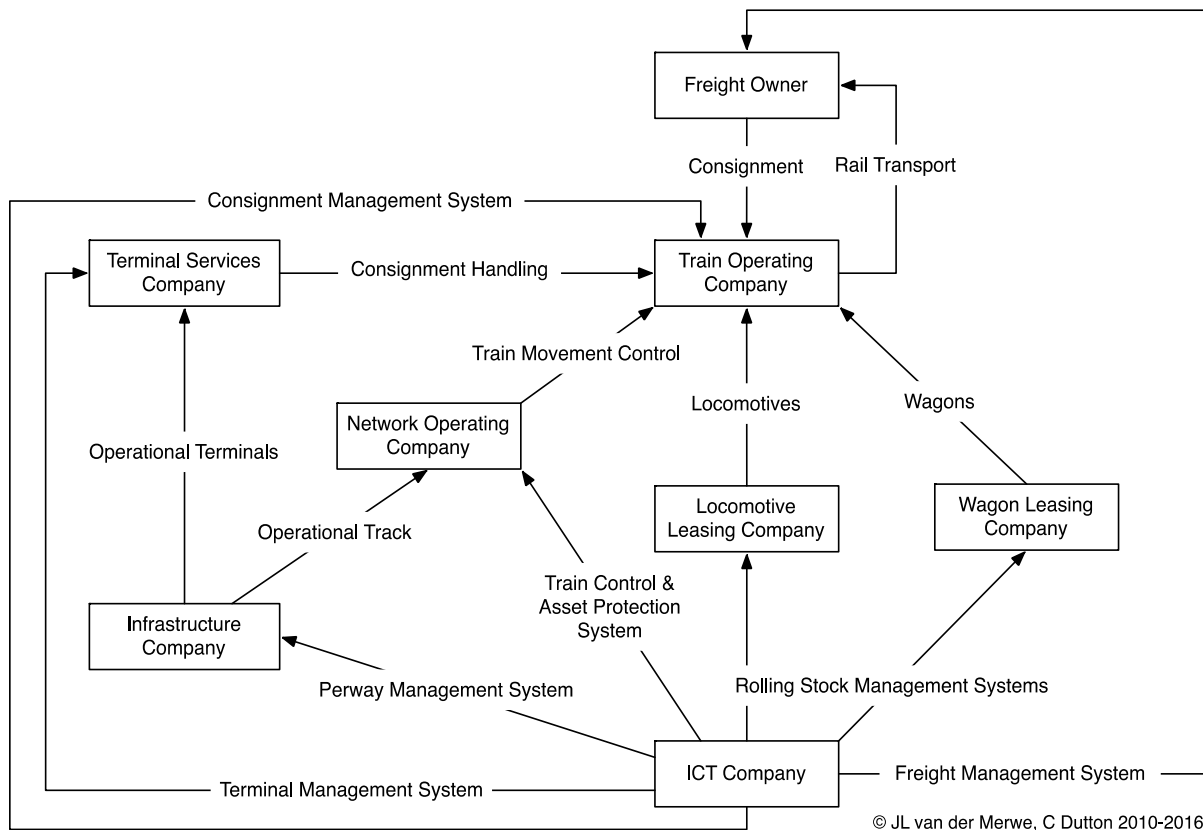 Freight Owner
Consignment
Rail Transport
Consignment Management System
Terminal Services
Company
Consignment Handling
Train Operating
Company
Train Movement Control
Network Operating
Company
Locomotives
Wagons
Operational Terminals
Locomotive
Leasing Company
Wagon Leasing
Company
Operational Track
Train Control &
Asset Protection
System
Infrastructure
Company
Perway Management System
Rolling Stock Management Systems
ICT Company
Terminal Management System
Freight Management System
© JL van der Merwe, C Dutton 2010-2016